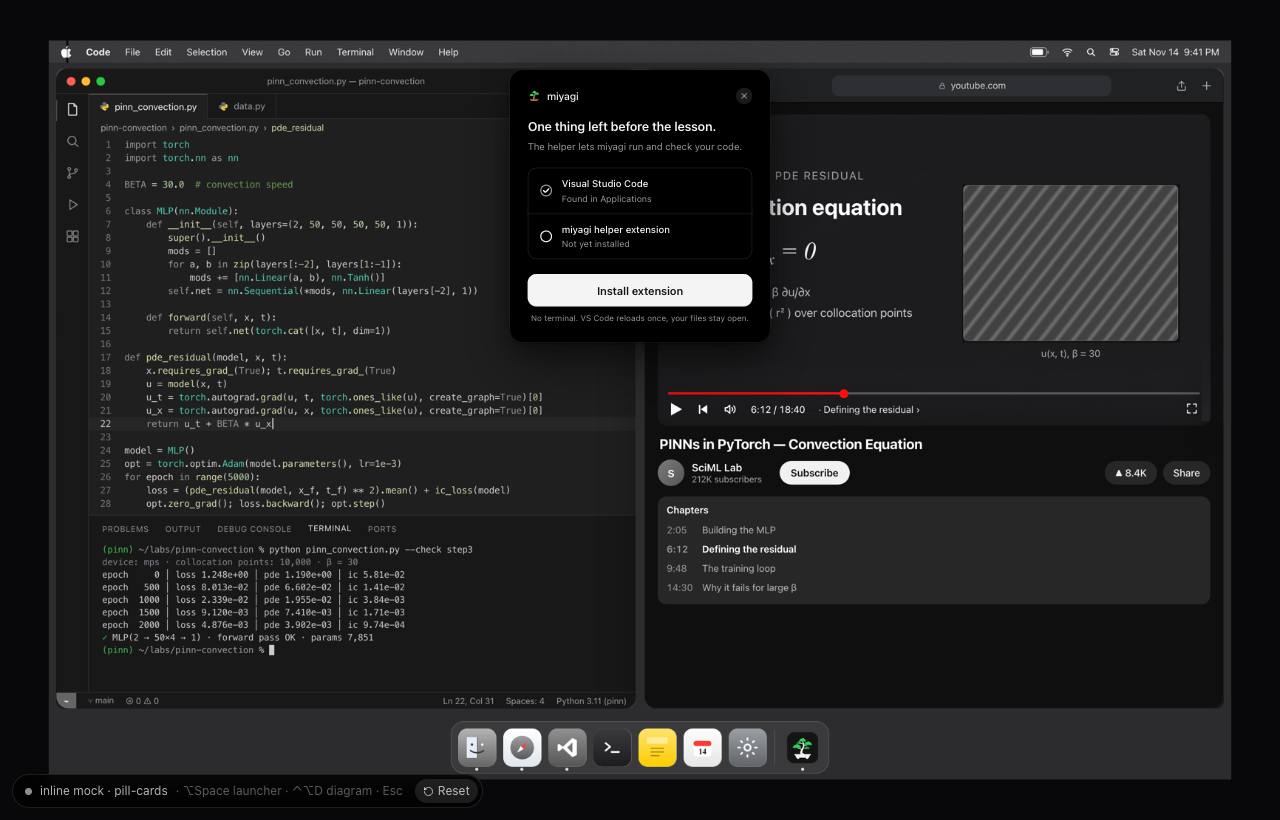 Code File Edit Selection View Go Run Terminal Window Help
Sat Nov 14 9:41 PM
pinn_convection.py — pinn-convection
pinn_convection.py
data.py
pinn-convection › pinn_convection.py › pde_residual
1 import torch
2 import torch.nn as nn
3
4 BETA = 30.0 # convection speed
5
6 class MLP(nn.Module):
7 def __init__(self, layers=(2, 50, 50, 50, 50, 1)):
8 super().__init__()
9 mods = []
10 for a, b in zip(layers[:-2], layers[1:-1]):
11 mods += [nn.Linear(a, b), nn.Tanh()]
12 self.net = nn.Sequential(*mods, nn.Linear(layers[-2], 1))
13
14 def forward(self, x, t):
15 return self.net(torch.cat([x, t], dim=1))
16
17 def pde_residual(model, x, t):
18 x.requires_grad_(True); t.requires_grad_(True)
19 u = model(x, t)
20 u_t = torch.autograd.grad(u, t, torch.ones_like(u), create_graph=True)[0]
21 u_x = torch.autograd.grad(u, x, torch.ones_like(u), create_graph=True)[0]
22 return u_t + BETA * u_x
23
24 model = MLP()
25 opt = torch.optim.Adam(model.parameters(), lr=1e-3)
26 for epoch in range(5000):
27 loss = (pde_residual(model, x_f, t_f) ** 2).mean() + ic_loss(model)
28 opt.zero_grad(); loss.backward(); opt.step()
PROBLEMS OUTPUT DEBUG CONSOLE TERMINAL PORTS
(pinn) ~/labs/pinn-convection % python pinn_convection.py --check step3
device: mps · collocation points: 10,000 · β = 30
epoch 0 | loss 1.248e+00 | pde 1.190e+00 | ic 5.81e-02
epoch 500 | loss 8.013e-02 | pde 6.602e-02 | ic 1.41e-02
epoch 1000 | loss 2.339e-02 | pde 1.955e-02 | ic 3.84e-03
epoch 1500 | loss 9.120e-03 | pde 7.410e-03 | ic 1.71e-03
epoch 2000 | loss 4.876e-03 | pde 3.902e-03 | ic 9.74e-04
✓ MLP(2 → 50×4 → 1) · forward pass OK · params 7,851
(pinn) ~/labs/pinn-convection %
main 0 0 Ln 22, Col 31 Spaces: 4 Python 3.11 (pinn)
miyagi
One thing left before the lesson.
The helper lets miyagi run and check your code.
Visual Studio Code
Found in Applications
miyagi helper extension
Not yet installed
Install extension
No terminal. VS Code reloads once, your files stay open.
youtube.com
PDE RESIDUAL
tion equation
x = 0
β ∂u/∂x
( r² ) over collocation points
u(x, t), β = 30
6:12 / 18:40 · Defining the residual ›
PINNs in PyTorch — Convection Equation
S
SciML Lab
212K subscribers
Subscribe
▲ 8.4K
Share
Chapters
2:05 Building the MLP
6:12 Defining the residual
9:48 The training loop
14:30 Why it fails for large β
14
inline mock · pill-cards · ⌥Space launcher · ^⌥D diagram · Esc
Reset